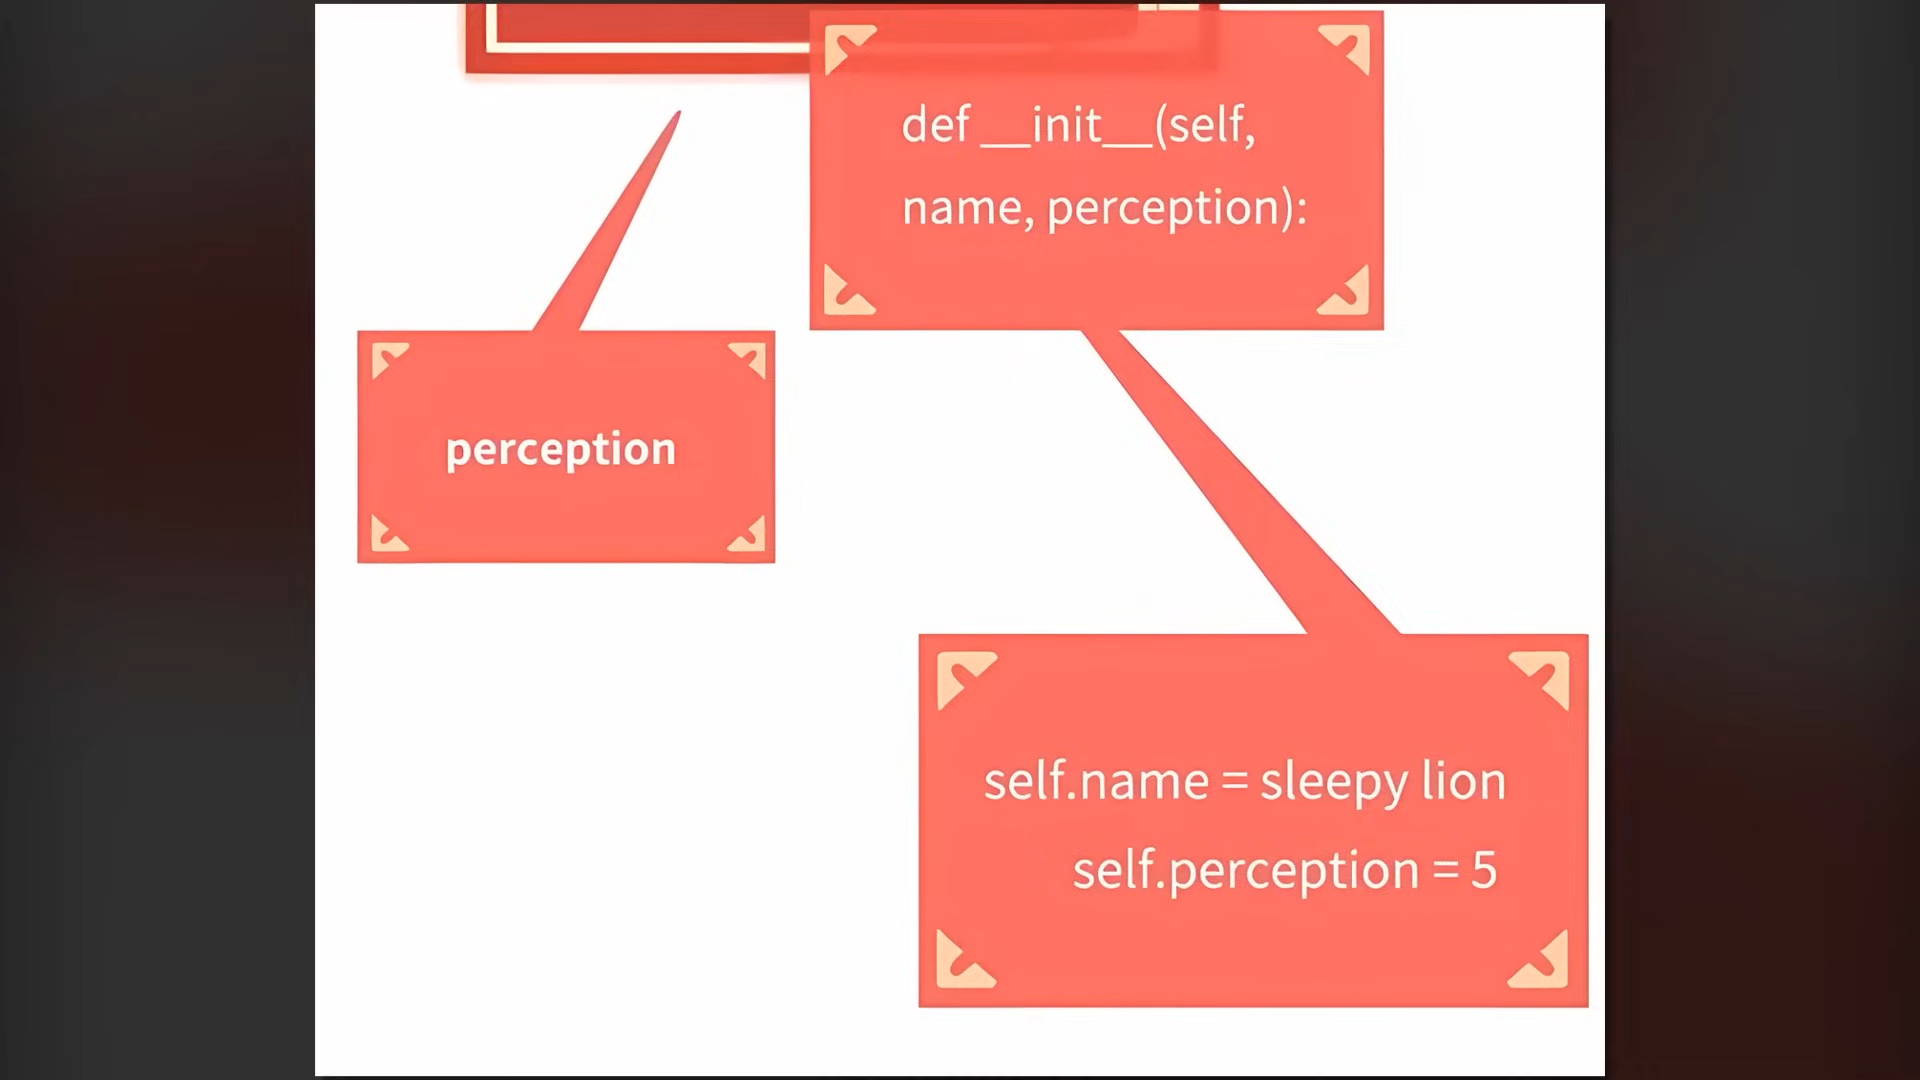 def __init__(self,
name, perception):
perception
self.name = sleepy lion
self.perception = 5